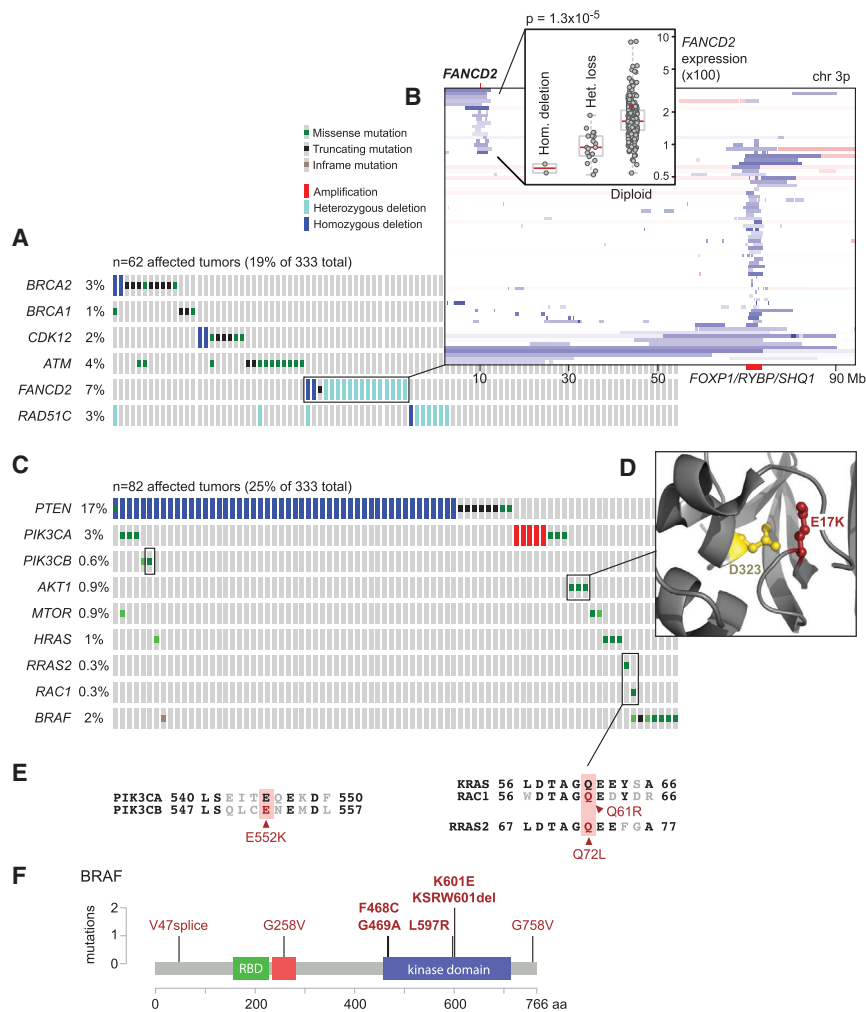 p = 1.3x10-5
FANCD2
B
Hom. deletion
Het. loss
Diploid
10
5
2
1
0.5
FANCD2
expression
(x100)
chr 3p
Missense mutation
Truncating mutation
Inframe mutation
Amplification
Heterozygous deletion
Homozygous deletion
A
n=62 affected tumors (19% of 333 total)
BRCA2 3%
BRCA1 1%
CDK12 2%
ATM 4%
FANCD2 7%
RAD51C 3%
10 30 50 FOXP1/RYBP/SHQ1 90 Mb
C
n=82 affected tumors (25% of 333 total)
PTEN 17%
PIK3CA 3%
PIK3CB 0.6%
AKT1 0.9%
MTOR 0.9%
HRAS 1%
RRAS2 0.3%
RAC1 0.3%
BRAF 2%
D
E17K
D323
E
PIK3CA 540 LSEITEQEKDF 550
PIK3CB 547 LSQLCENEMDL 557
E552K
KRAS 56 LDTAGQEEYSA 66
RAC1 56 WDTAGQEDYDR 66
Q61R
RRAS2 67 LDTAGQEEFGA 77
Q72L
F
BRAF
mutations
2
1
0
V47splice
G258V
F468C
G469A
L597R
K601E
KSRW601del
G758V
RBD
kinase domain
0 200 400 600 766 aa